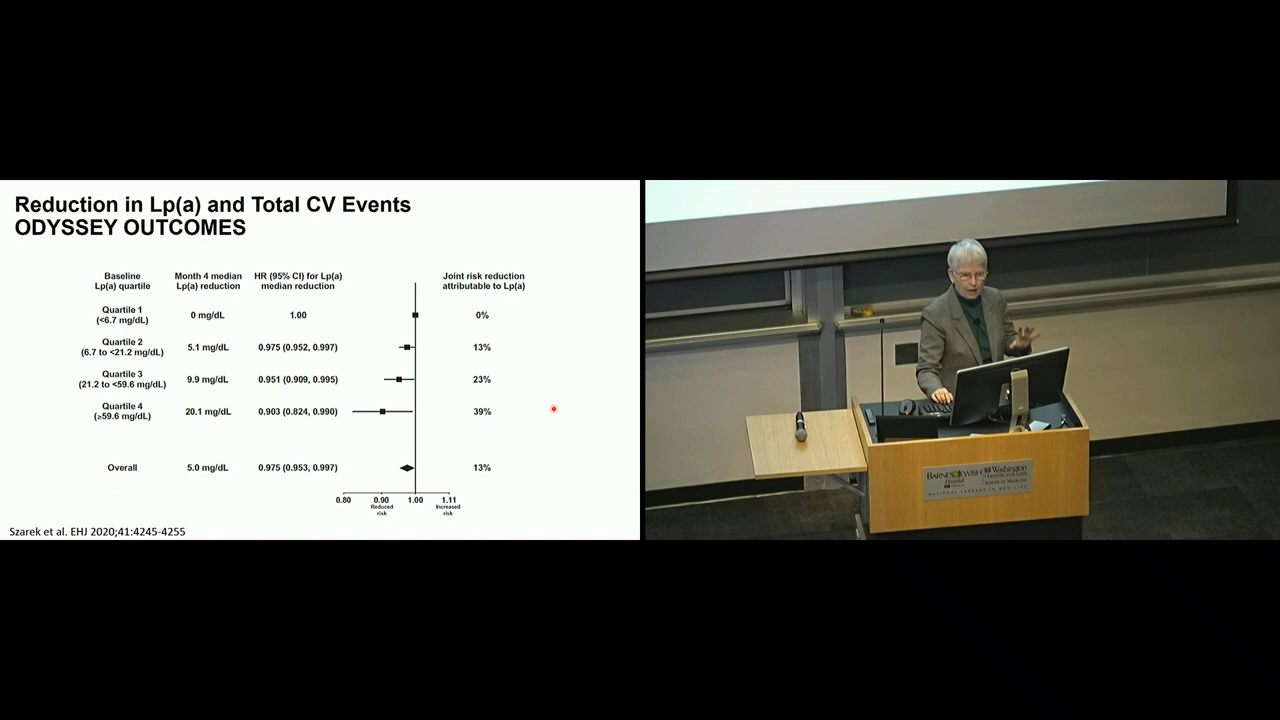 Reduction in Lp(a) and Total CV Events
ODYSSEY OUTCOMES
Baseline
Lp(a) quartile
Month 4 median
Lp(a) reduction
HR (95% CI) for Lp(a)
median reduction
Joint risk reduction
attributable to Lp(a)
Quartile 1
(<6.7 mg/dL)
0 mg/dL
1.00
0%
Quartile 2
(6.7 to <21.2 mg/dL)
5.1 mg/dL
0.975 (0.952, 0.997)
13%
Quartile 3
(21.2 to <59.6 mg/dL)
9.9 mg/dL
0.951 (0.909, 0.995)
23%
Quartile 4
(≥59.6 mg/dL)
20.1 mg/dL
0.903 (0.824, 0.990)
39%
Overall
5.0 mg/dL
0.975 (0.953, 0.997)
13%
0.80
0.90
1.00
1.11
Reduced
risk
Increased
risk
Szarek et al. EHJ 2020;41:4245-4255
BARNES JEWISH
Hospital
Washington
University in St. Louis
SCHOOL OF MEDICINE
NATIONAL LEADERS IN MEDICINE